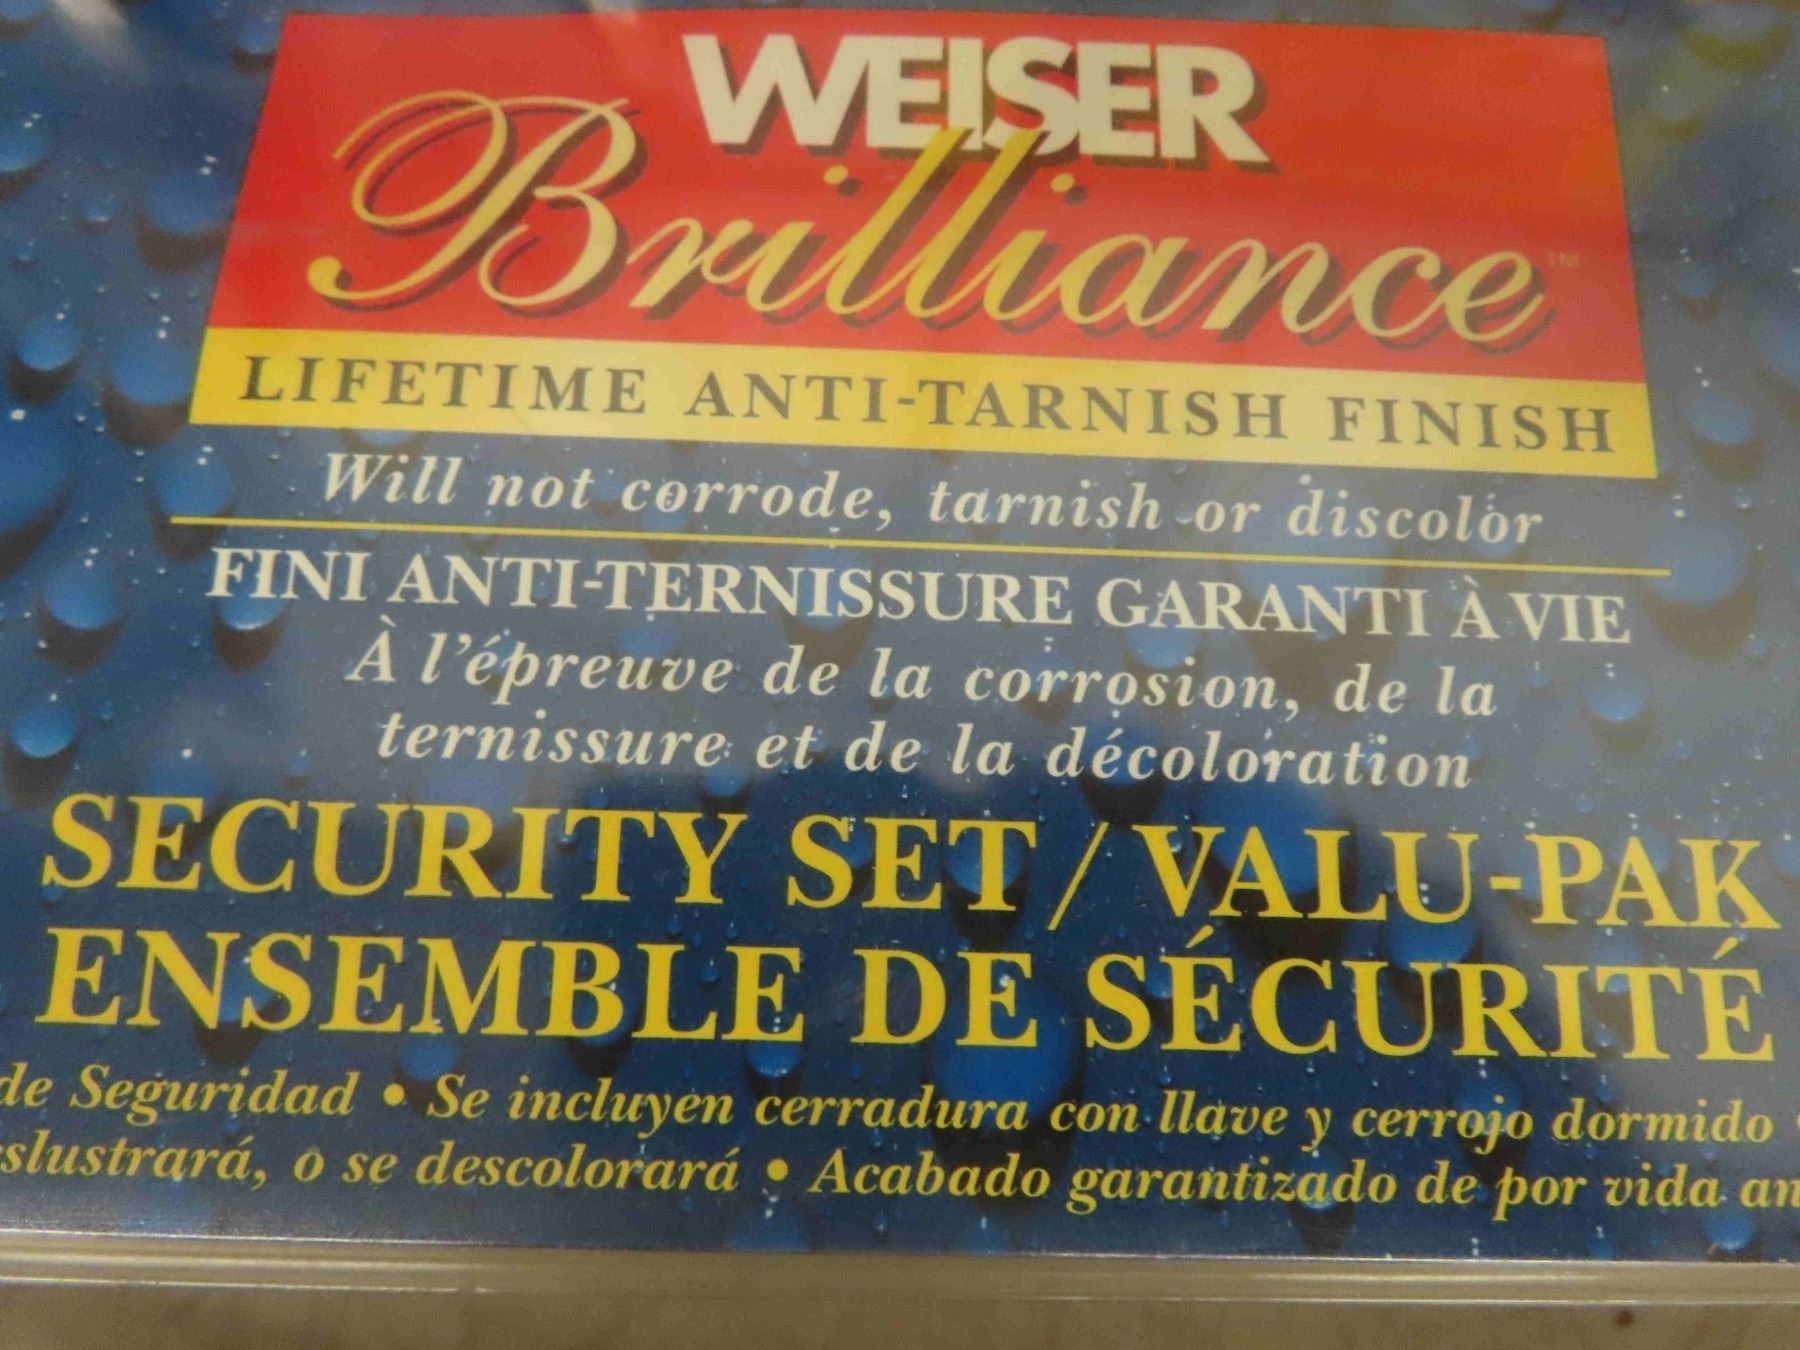 WEISER
Brilliance™
LIFETIME ANTI-TARNISH FINISH
Will not corrode, tarnish or discolor
FINI ANTI-TERNISSURE GARANTI À VIE
À l'épreuve de la corrosion, de la
ternissure et de la décoloration
SECURITY SET / VALU-PAK
ENSEMBLE DE SÉCURITÉ
de Seguridad • Se incluyen cerradura con llave y cerrojo dormido
slustrará, o se descolorará • Acabado garantizado de por vida an